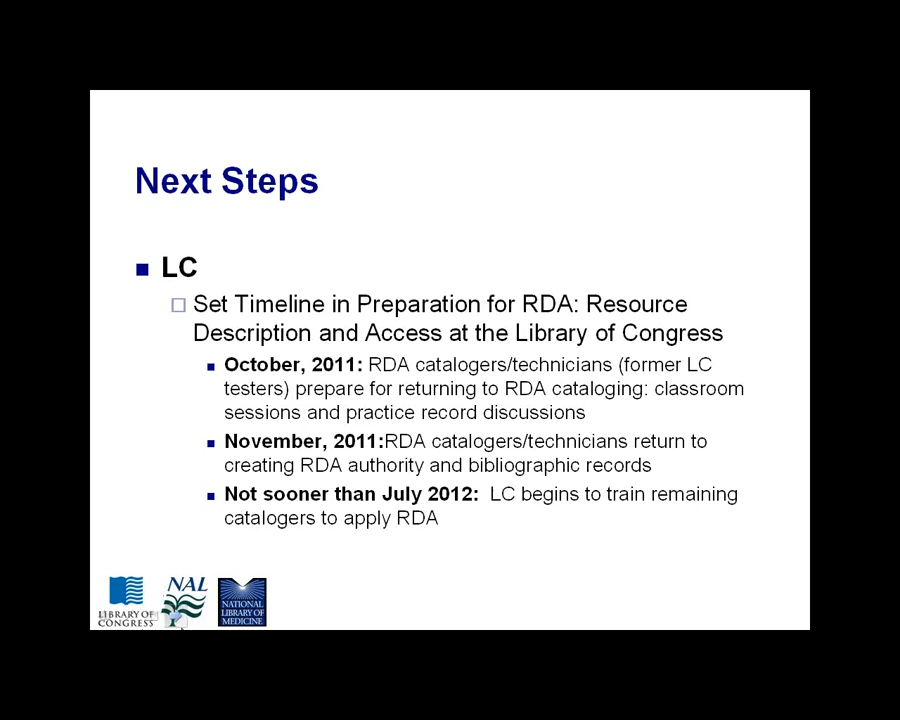 Next Steps
LC
Set Timeline in Preparation for RDA: Resource
Description and Access at the Library of Congress
October, 2011: RDA catalogers/technicians (former LC
testers) prepare for returning to RDA cataloging: classroom
sessions and practice record discussions
November, 2011:RDA catalogers/technicians return to
creating RDA authority and bibliographic records
Not sooner than July 2012:  LC begins to train remaining
catalogers to apply RDA
LIBRARY OF
CONGRESS
NAL
NATIONAL
LIBRARY OF
MEDICINE